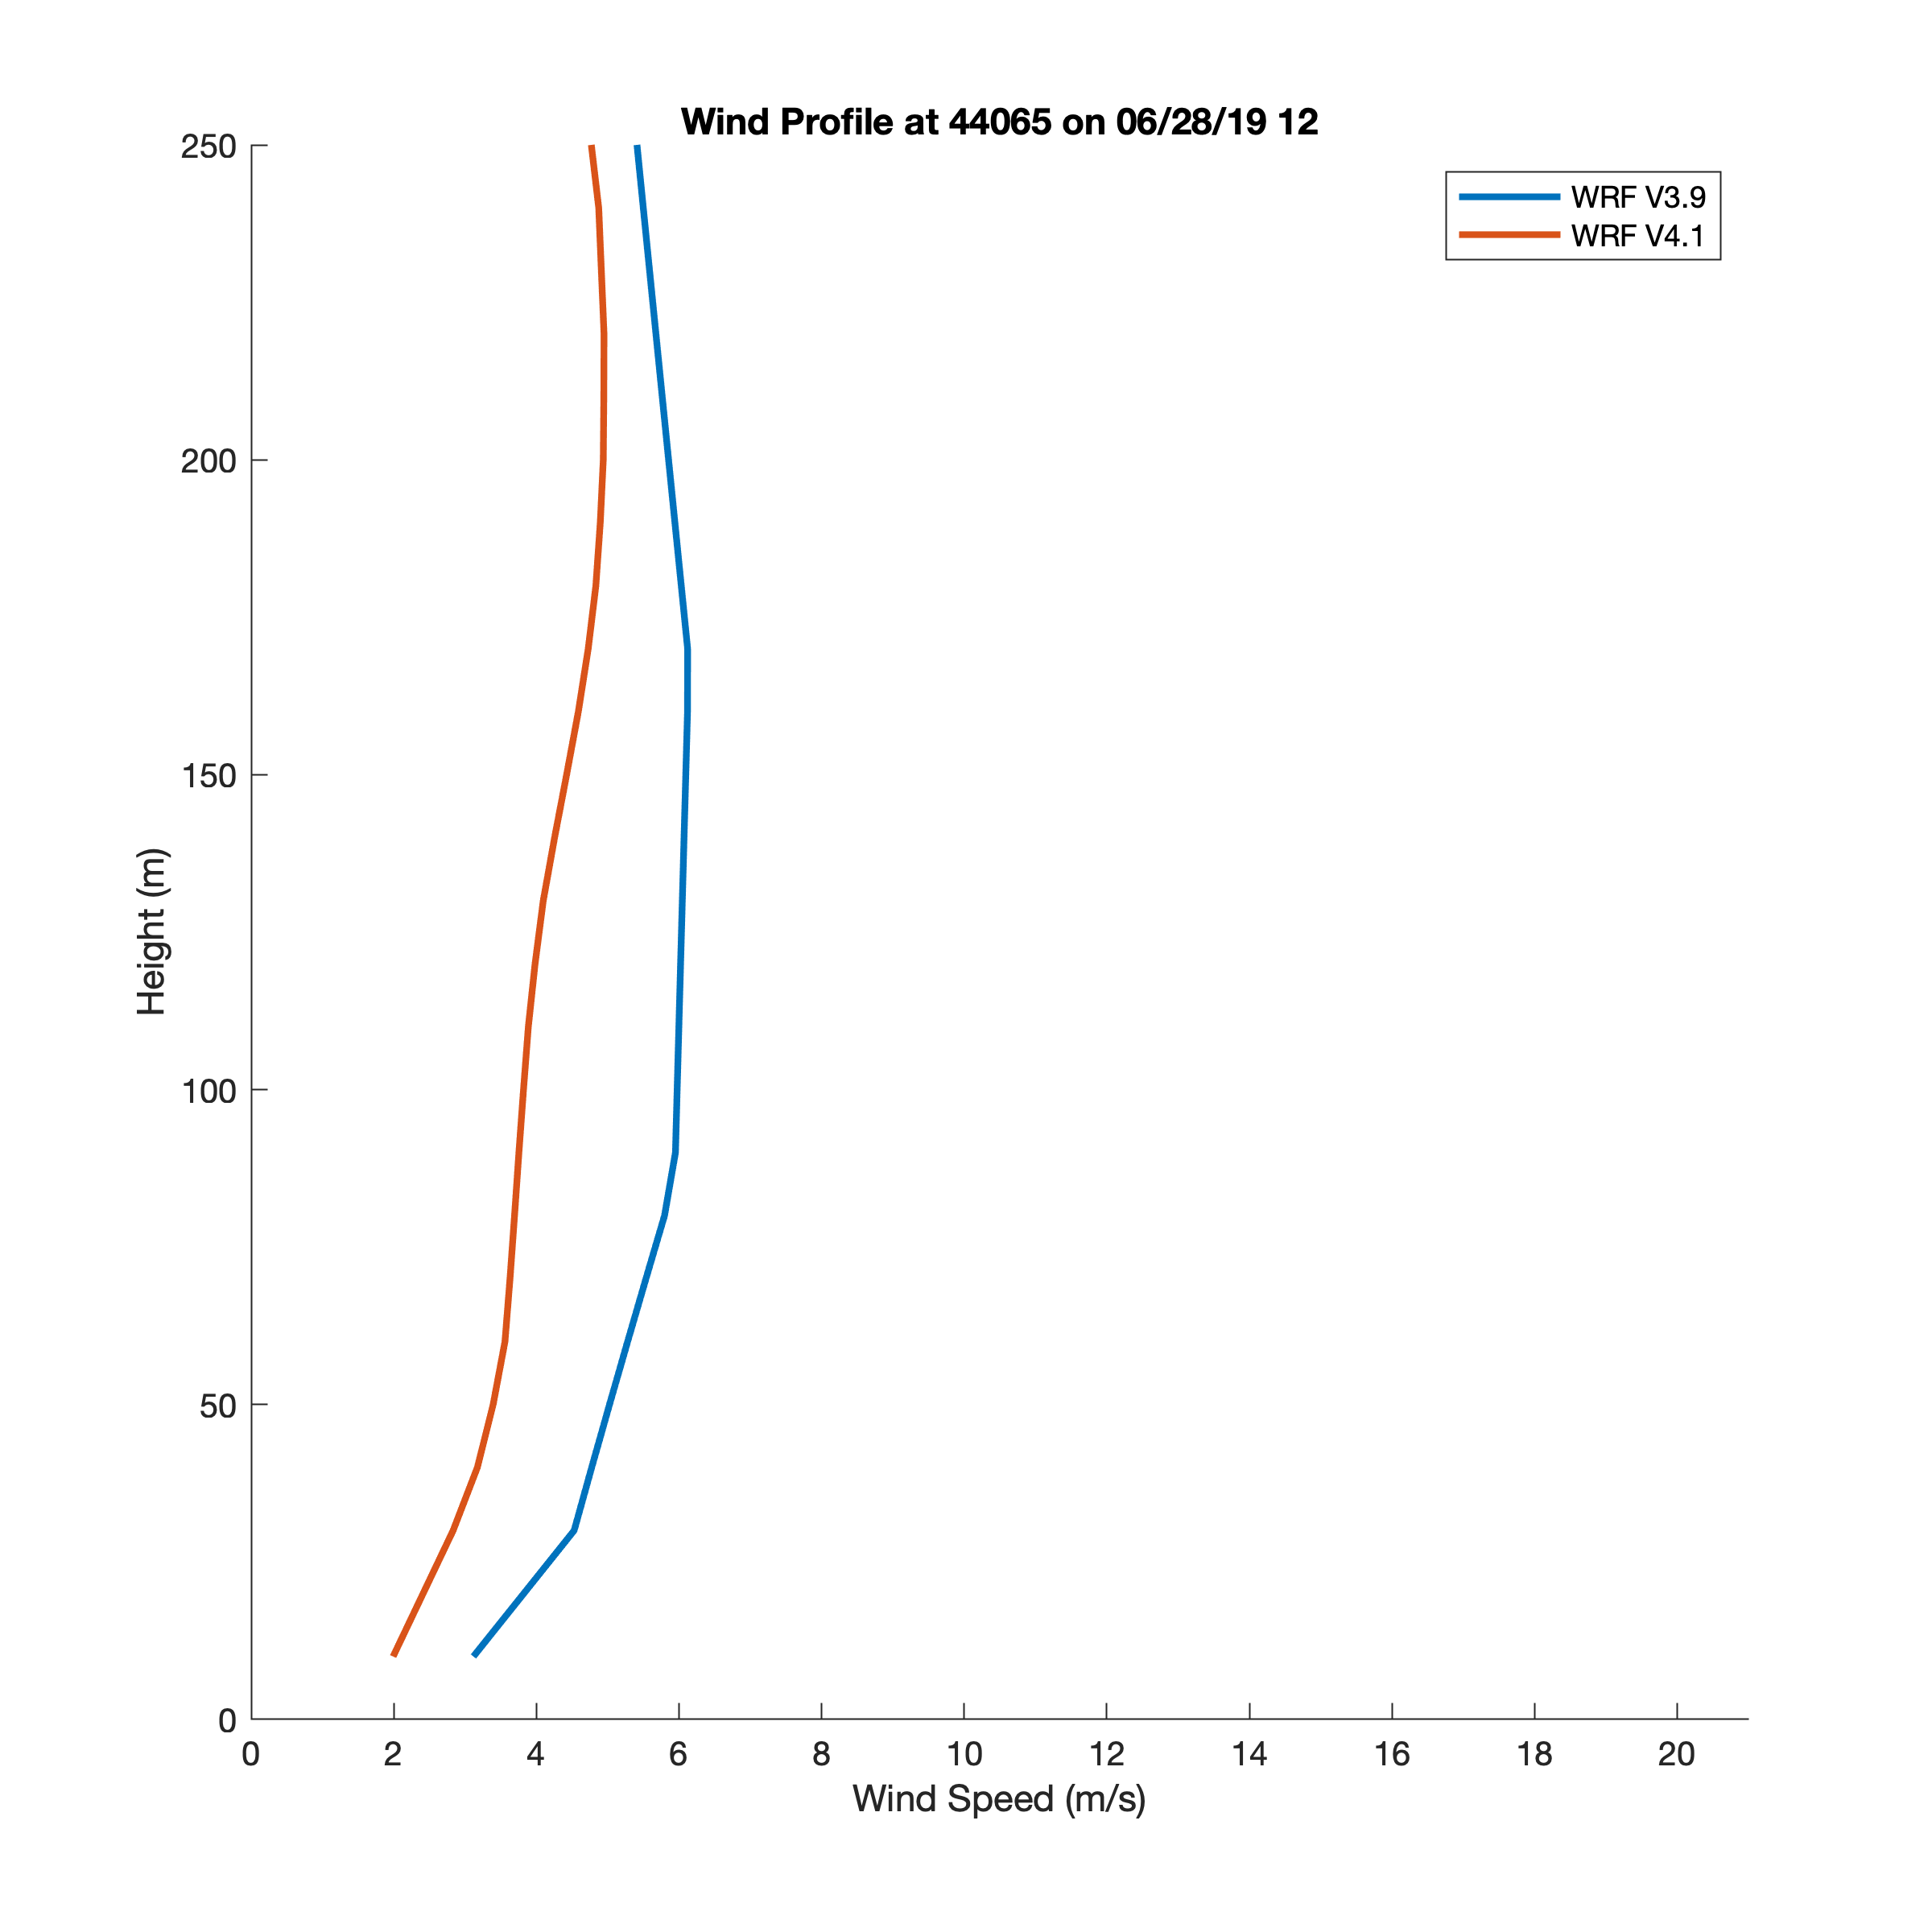 Wind Profile at 44065 on 06/28/19 12
WRF V3.9
WRF V4.1
250
200
150
100
50
0
Height (m)
0 2 4 6 8 10 12 14 16 18 20
Wind Speed (m/s)